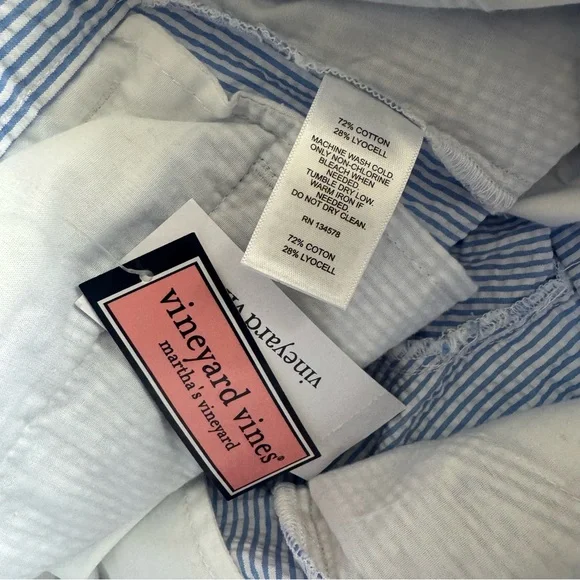 72% COTTON
28% LYOCELL
MACHINE WASH COLD.
ONLY NON-CHLORINE
BLEACH WHEN
NEEDED.
TUMBLE DRY LOW.
WARM IRON IF
NEEDED.
DO NOT DRY CLEAN.
RN 134578
72% COTON
28% LYOCELL
vineyard vines®
martha's vineyard
vineyard